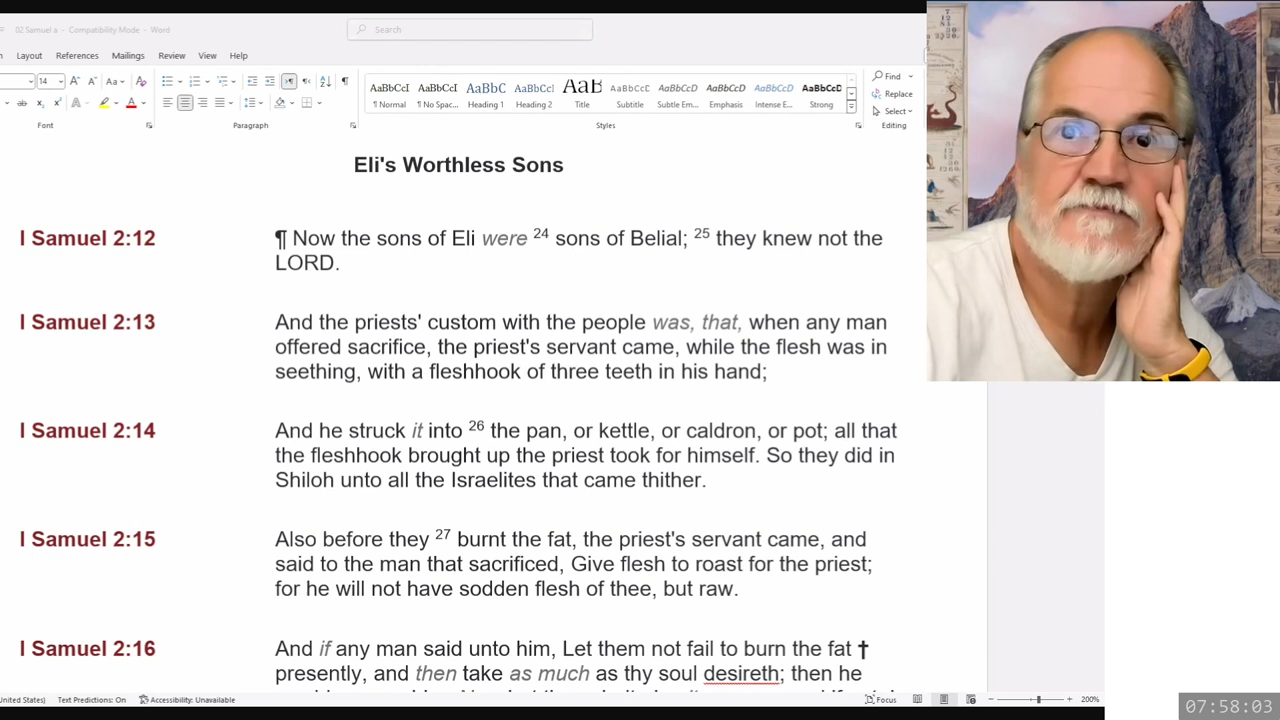 02 Samuel a - Compatibility Mode - Word
Search
Layout References Mailings Review View Help
14
Aa
AaBbCcI AaBbCcI AaBbC AaBbCcI AaB AaBbCcD AaBbCcD AaBbCcD AaBbCcD AaBbCcD
¶ Normal ¶ No Spac... Heading 1 Heading 2 Title Subtitle Subtle Em... Emphasis Intense E... Strong
Find
Replace
Select
Font Paragraph Styles Editing
Eli's Worthless Sons
I Samuel 2:12 ¶ Now the sons of Eli were 24 sons of Belial; 25 they knew not the
LORD.
I Samuel 2:13 And the priests' custom with the people was, that, when any man
offered sacrifice, the priest's servant came, while the flesh was in
seething, with a fleshhook of three teeth in his hand;
I Samuel 2:14 And he struck it into 26 the pan, or kettle, or caldron, or pot; all that
the fleshhook brought up the priest took for himself. So they did in
Shiloh unto all the Israelites that came thither.
I Samuel 2:15 Also before they 27 burnt the fat, the priest's servant came, and
said to the man that sacrificed, Give flesh to roast for the priest;
for he will not have sodden flesh of thee, but raw.
I Samuel 2:16 And if any man said unto him, Let them not fail to burn the fat †
presently, and then take as much as thy soul desireth; then he
United States) Text Predictions: On Accessibility: Unavailable Focus 200%
07:58:03